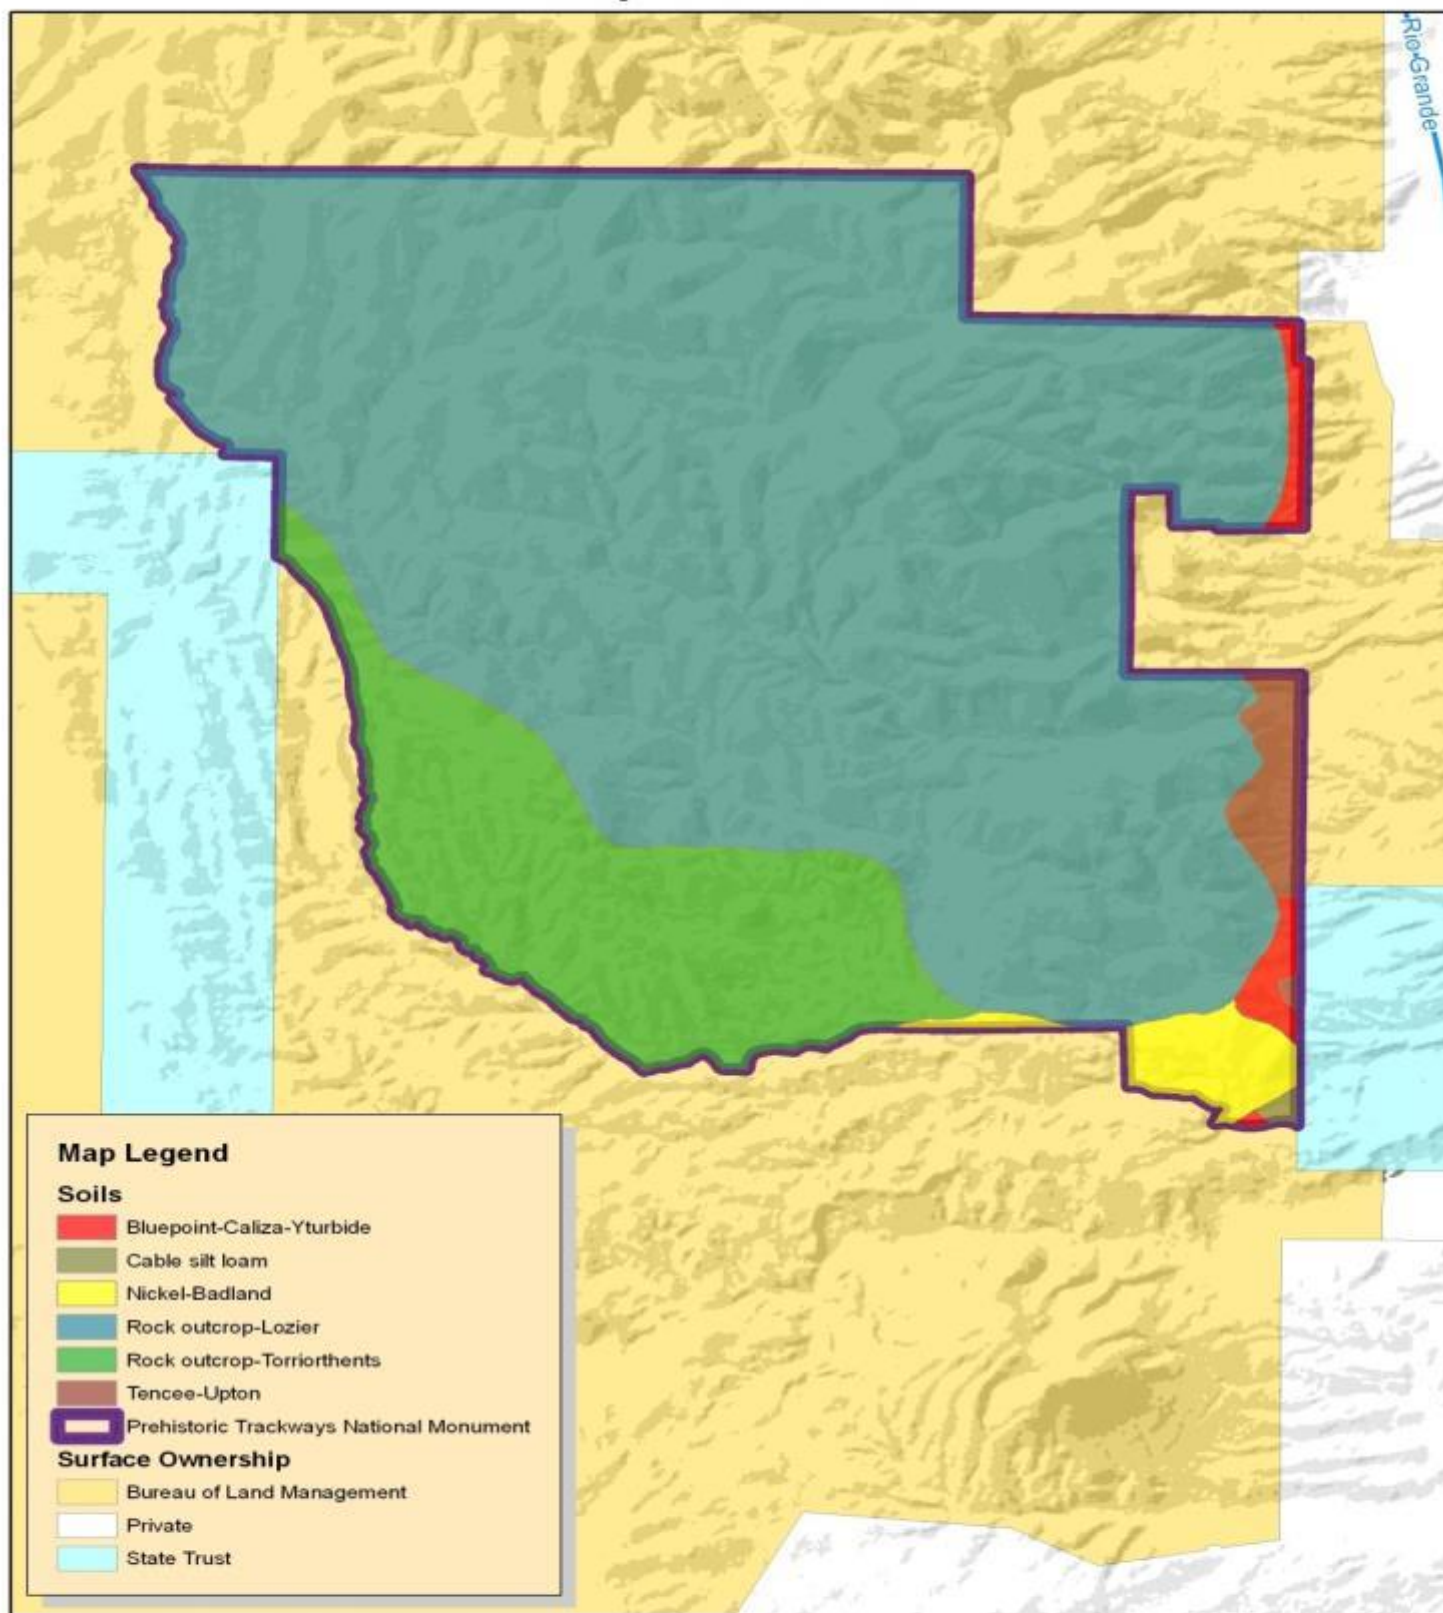 Rio Grande
Map Legend
Soils
Bluepoint-Caliza-Yturbide
Cable silt loam
Nickel-Badland
Rock outcrop-Lozier
Rock outcrop-Torriorthents
Tencee-Upton
Prehistoric Trackways National Monument
Surface Ownership
Bureau of Land Management
Private
State Trust